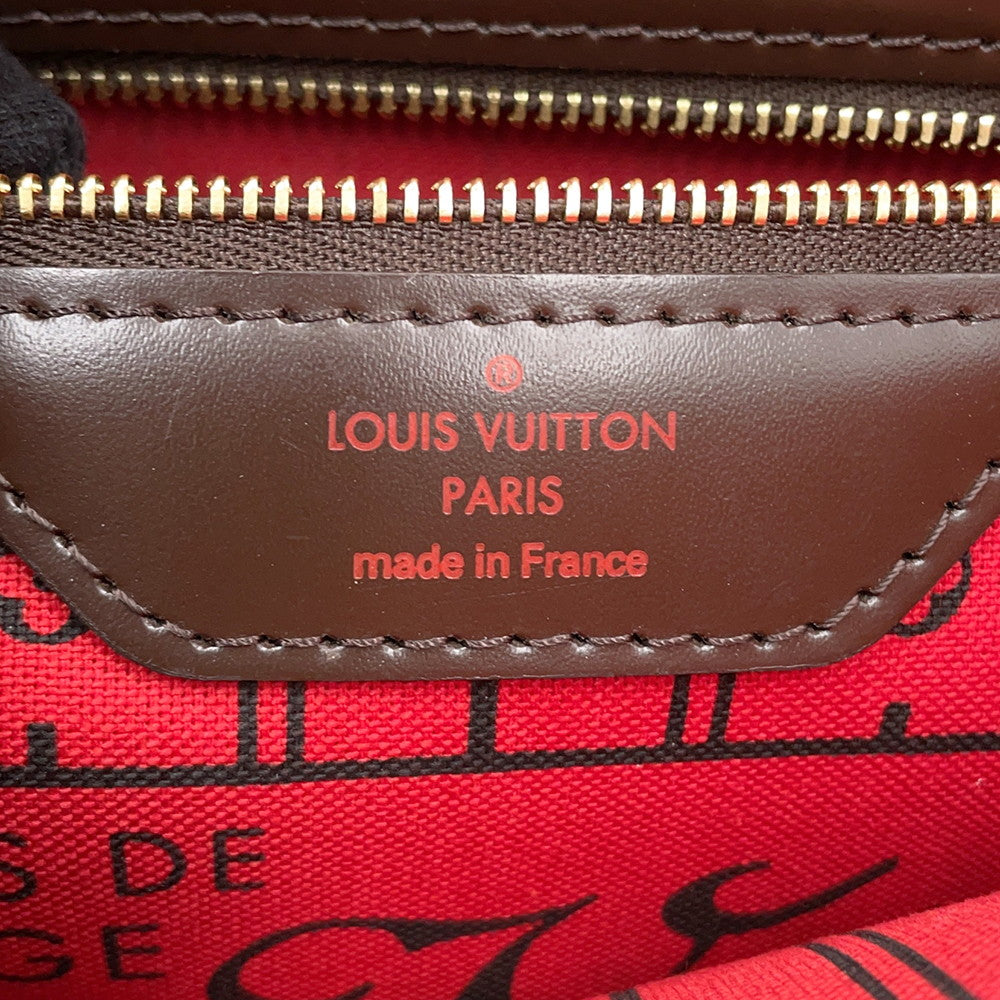 ®
LOUIS VUITTON
PARIS
made in France
S DE
GE